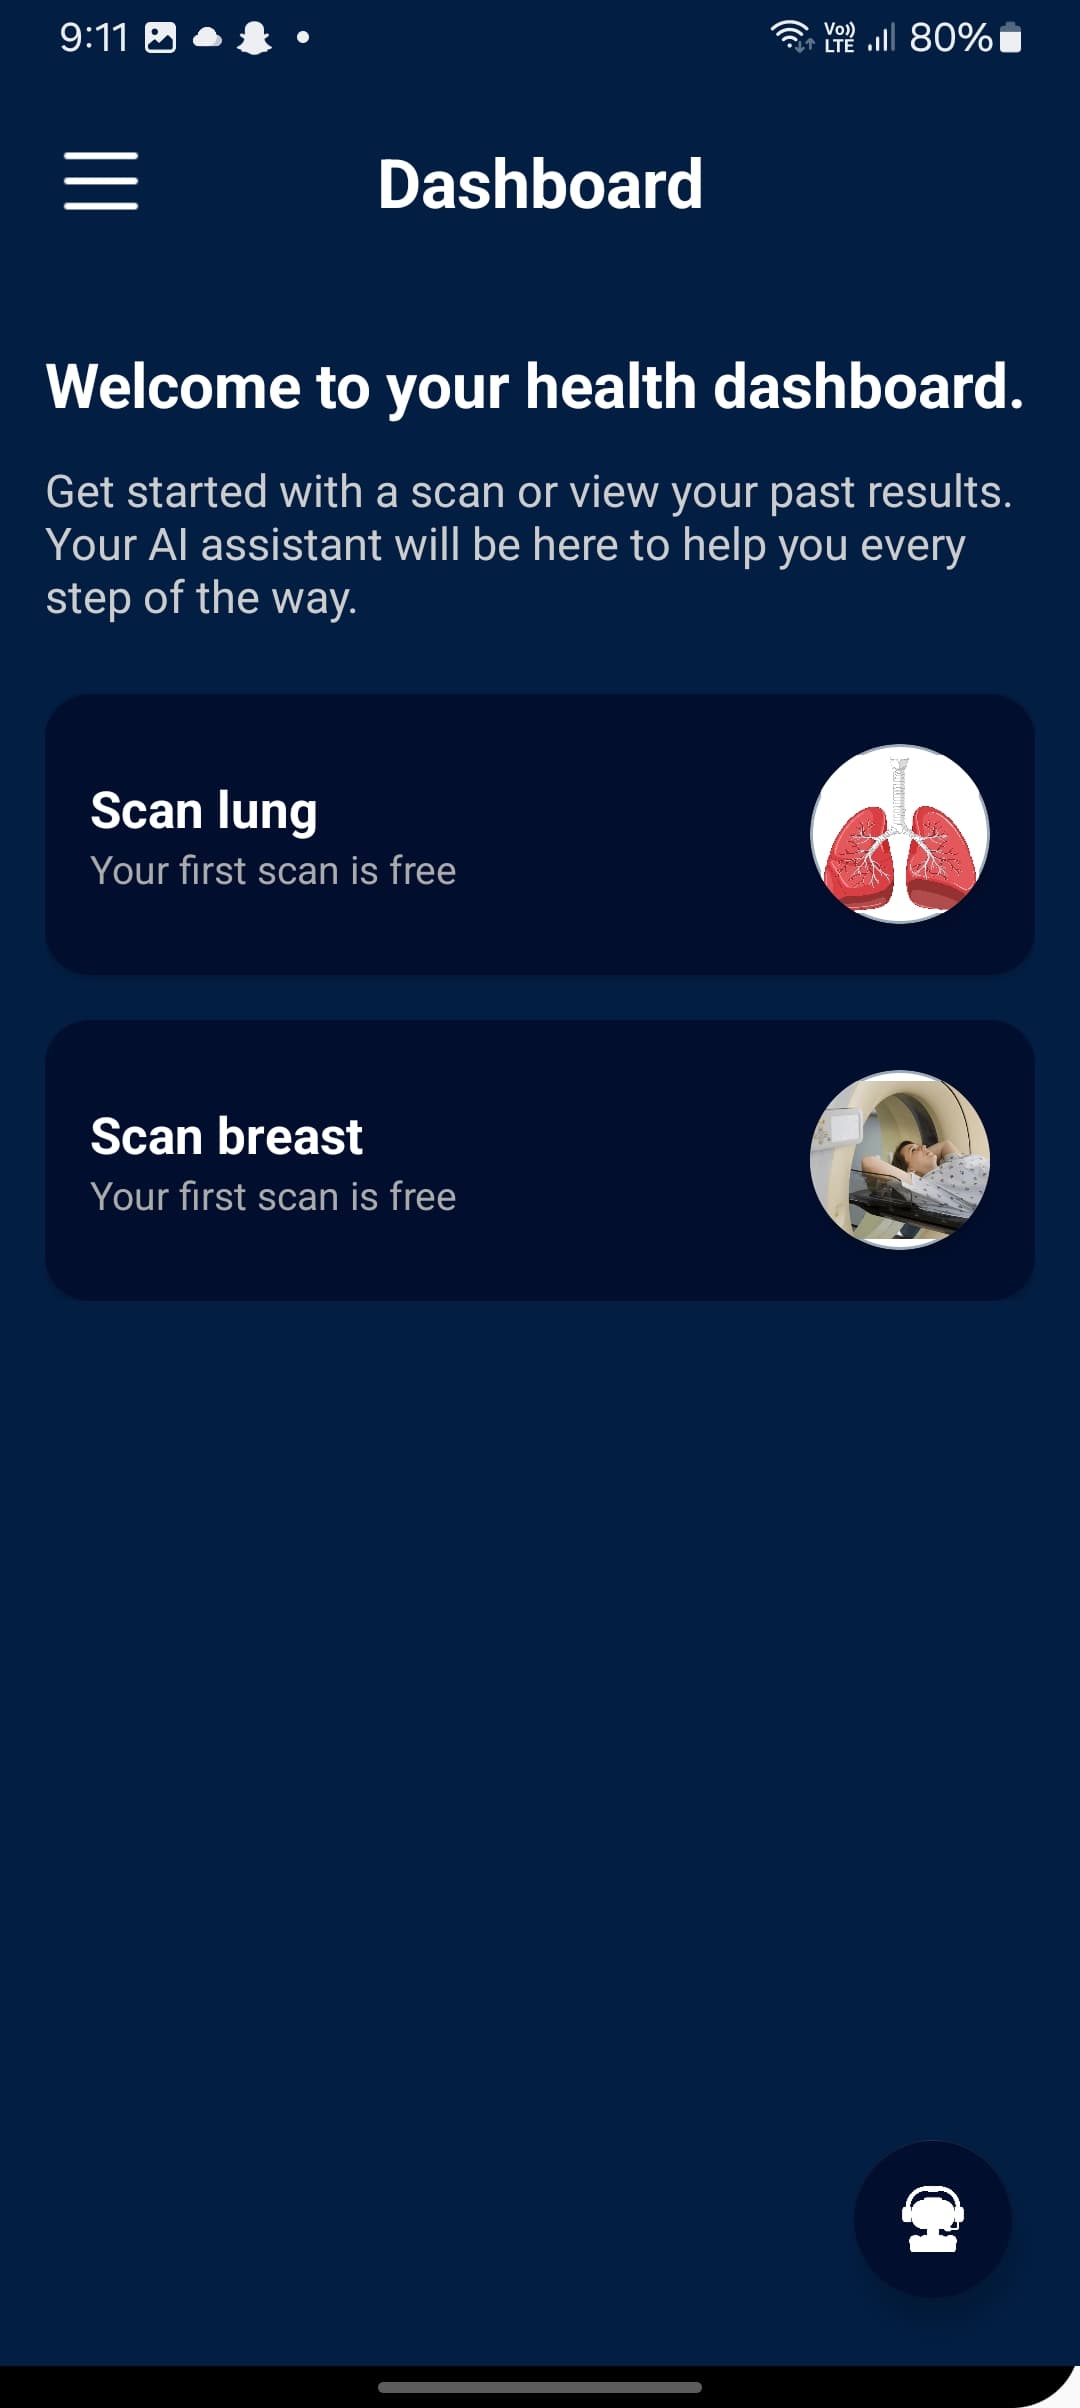 9:11
Vo)) LTE
80%
Dashboard
Welcome to your health dashboard.
Get started with a scan or view your past results.
Your AI assistant will be here to help you every
step of the way.
Scan lung
Your first scan is free
Scan breast
Your first scan is free